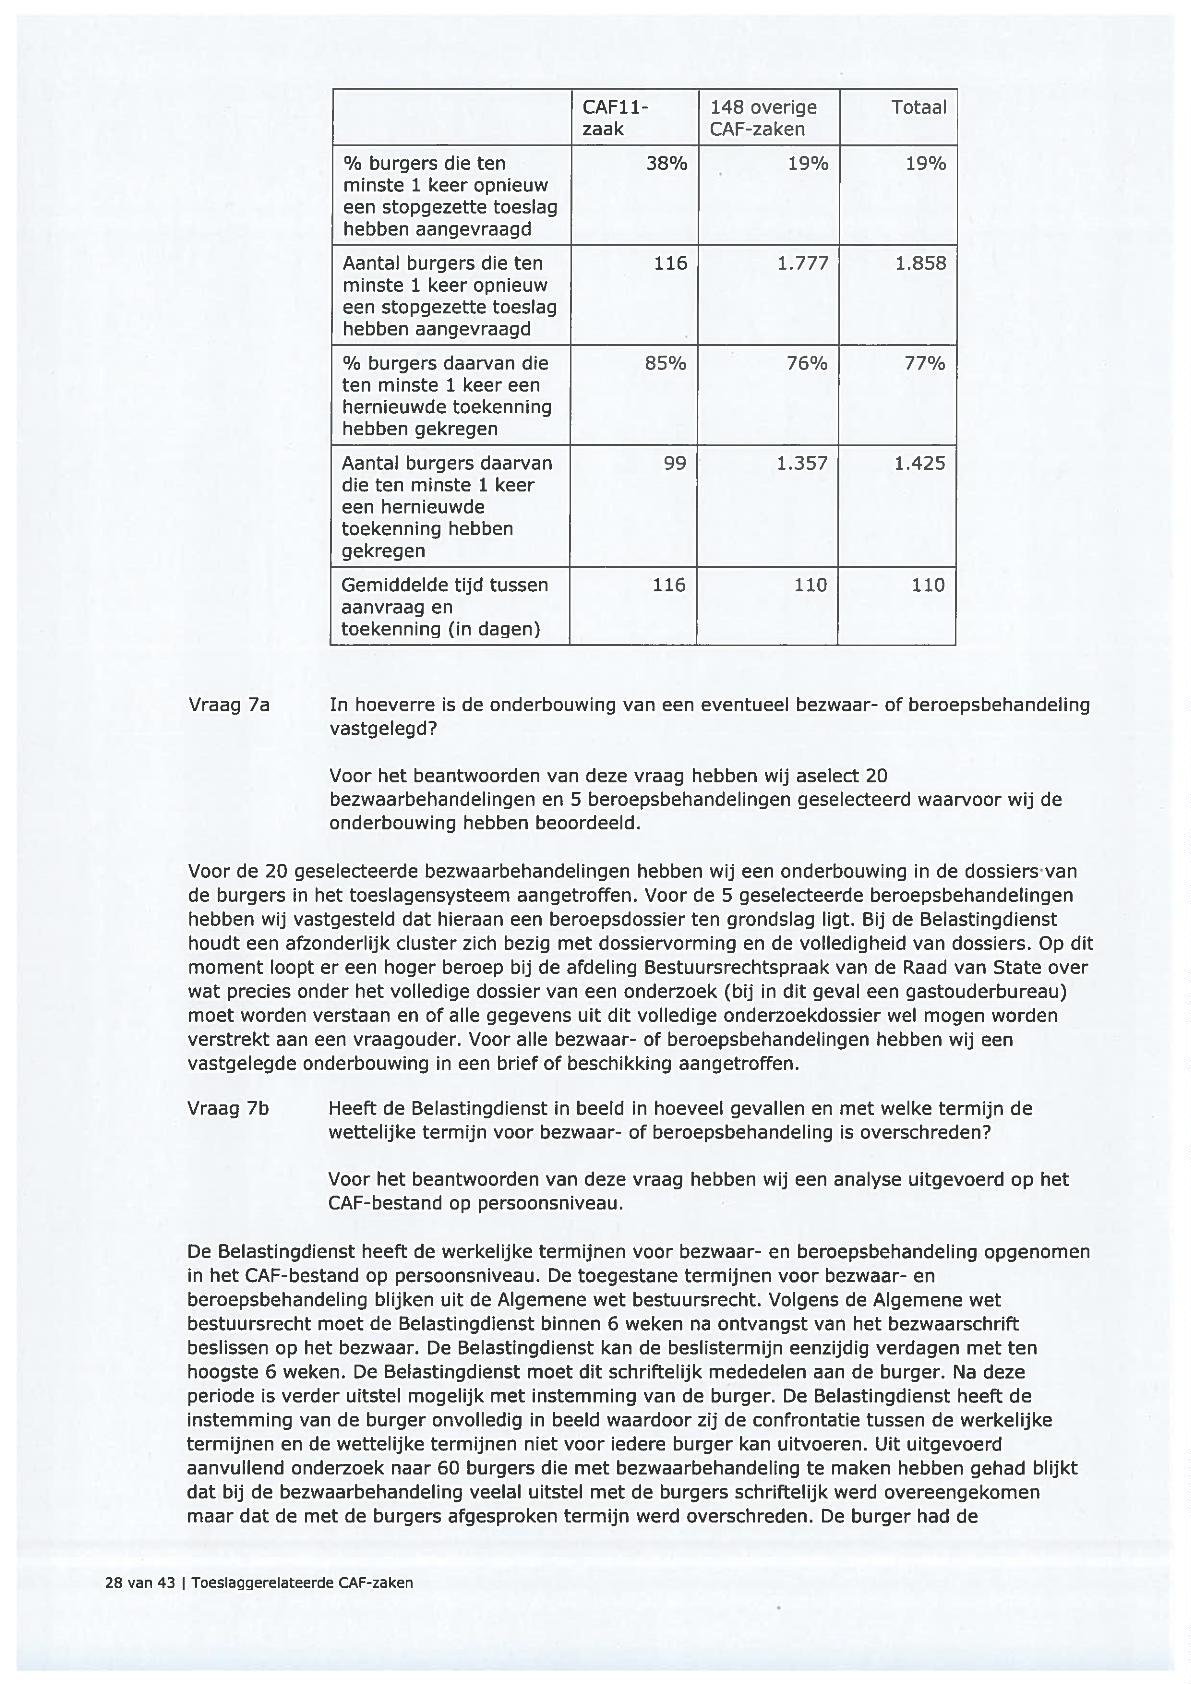 CAF11-
zaak
148 overige
CAF-zaken
Totaal
% burgers die ten
minste 1 keer opnieuw
een stopgezette toeslag
hebben aangevraagd
38%
19%
19%
Aantal burgers die ten
minste 1 keer opnieuw
een stopgezette toeslag
hebben aangevraagd
116
1.777
1.858
% burgers daarvan die
ten minste 1 keer een
hernieuwde toekenning
hebben gekregen
85%
76%
77%
Aantal burgers daarvan
die ten minste 1 keer
een hernieuwde
toekenning hebben
gekregen
99
1.357
1.425
Gemiddelde tijd tussen
aanvraag en
toekenning (in dagen)
116
110
110
Vraag 7a In hoeverre is de onderbouwing van een eventueel bezwaar- of beroepsbehandeling
vastgelegd?
Voor het beantwoorden van deze vraag hebben wij aselect 20
bezwaarbehandelingen en 5 beroepsbehandelingen geselecteerd waarvoor wij de
onderbouwing hebben beoordeeld.
Voor de 20 geselecteerde bezwaarbehandelingen hebben wij een onderbouwing in de dossiers van
de burgers in het toeslagensysteem aangetroffen. Voor de 5 geselecteerde beroepsbehandelingen
hebben wij vastgesteld dat hieraan een beroepsdossier ten grondslag ligt. Bij de Belastingdienst
houdt een afzonderlijk cluster zich bezig met dossiervorming en de volledigheid van dossiers. Op dit
moment loopt er een hoger beroep bij de afdeling Bestuursrechtspraak van de Raad van State over
wat precies onder het volledige dossier van een onderzoek (bij in dit geval een gastouderbureau)
moet worden verstaan en of alle gegevens uit dit volledige onderzoekdossier wel mogen worden
verstrekt aan een vraagouder. Voor alle bezwaar- of beroepsbehandelingen hebben wij een
vastgelegde onderbouwing in een brief of beschikking aangetroffen.
Vraag 7b Heeft de Belastingdienst in beeld in hoeveel gevallen en met welke termijn de
wettelijke termijn voor bezwaar- of beroepsbehandeling is overschreden?
Voor het beantwoorden van deze vraag hebben wij een analyse uitgevoerd op het
CAF-bestand op persoonsniveau.
De Belastingdienst heeft de werkelijke termijnen voor bezwaar- en beroepsbehandeling opgenomen
in het CAF-bestand op persoonsniveau. De toegestane termijnen voor bezwaar- en
beroepsbehandeling blijken uit de Algemene wet bestuursrecht. Volgens de Algemene wet
bestuursrecht moet de Belastingdienst binnen 6 weken na ontvangst van het bezwaarschrift
beslissen op het bezwaar. De Belastingdienst kan de beslistermijn eenzijdig verdagen met ten
hoogste 6 weken. De Belastingdienst moet dit schriftelijk mededelen aan de burger. Na deze
periode is verder uitstel mogelijk met instemming van de burger. De Belastingdienst heeft de
instemming van de burger onvolledig in beeld waardoor zij de confrontatie tussen de werkelijke
termijnen en de wettelijke termijnen niet voor iedere burger kan uitvoeren. Uit uitgevoerd
aanvullend onderzoek naar 60 burgers die met bezwaarbehandeling te maken hebben gehad blijkt
dat bij de bezwaarbehandeling veelal uitstel met de burgers schriftelijk werd overeengekomen
maar dat de met de burgers afgesproken termijn werd overschreden. De burger had de
28 van 43 | Toeslaggerelateerde CAF-zaken